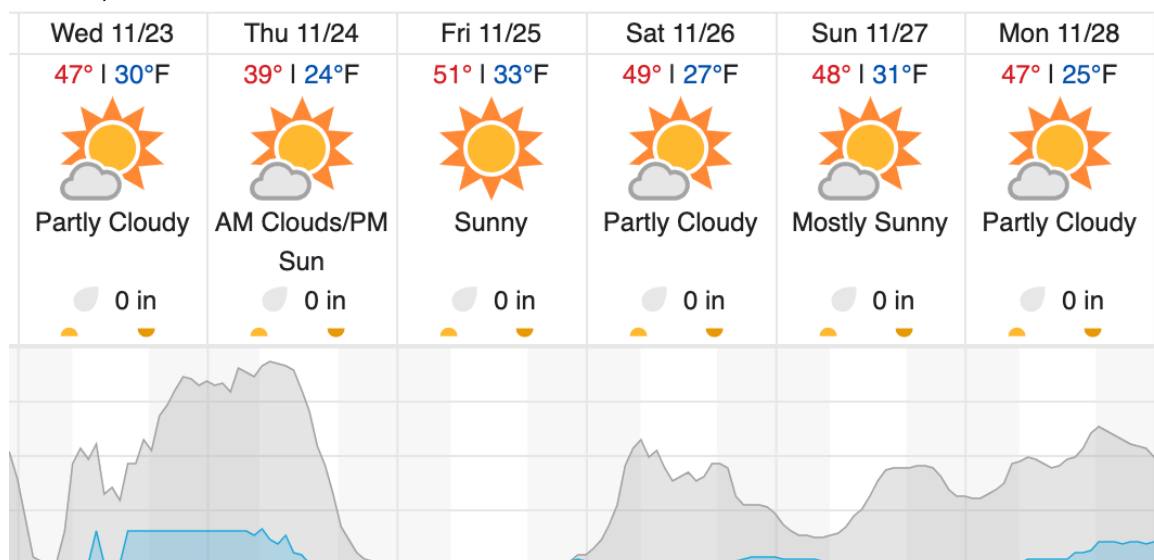 Wed 11/23 Thu 11/24 Fri 11/25 Sat 11/26 Sun 11/27 Mon 11/28
47° | 30°F 39° | 24°F 51° | 33°F 49° | 27°F 48° | 31°F 47° | 25°F
Partly Cloudy AM Clouds/PM Sunny Partly Cloudy Mostly Sunny Partly Cloudy
Sun
0 in 0 in 0 in 0 in 0 in 0 in